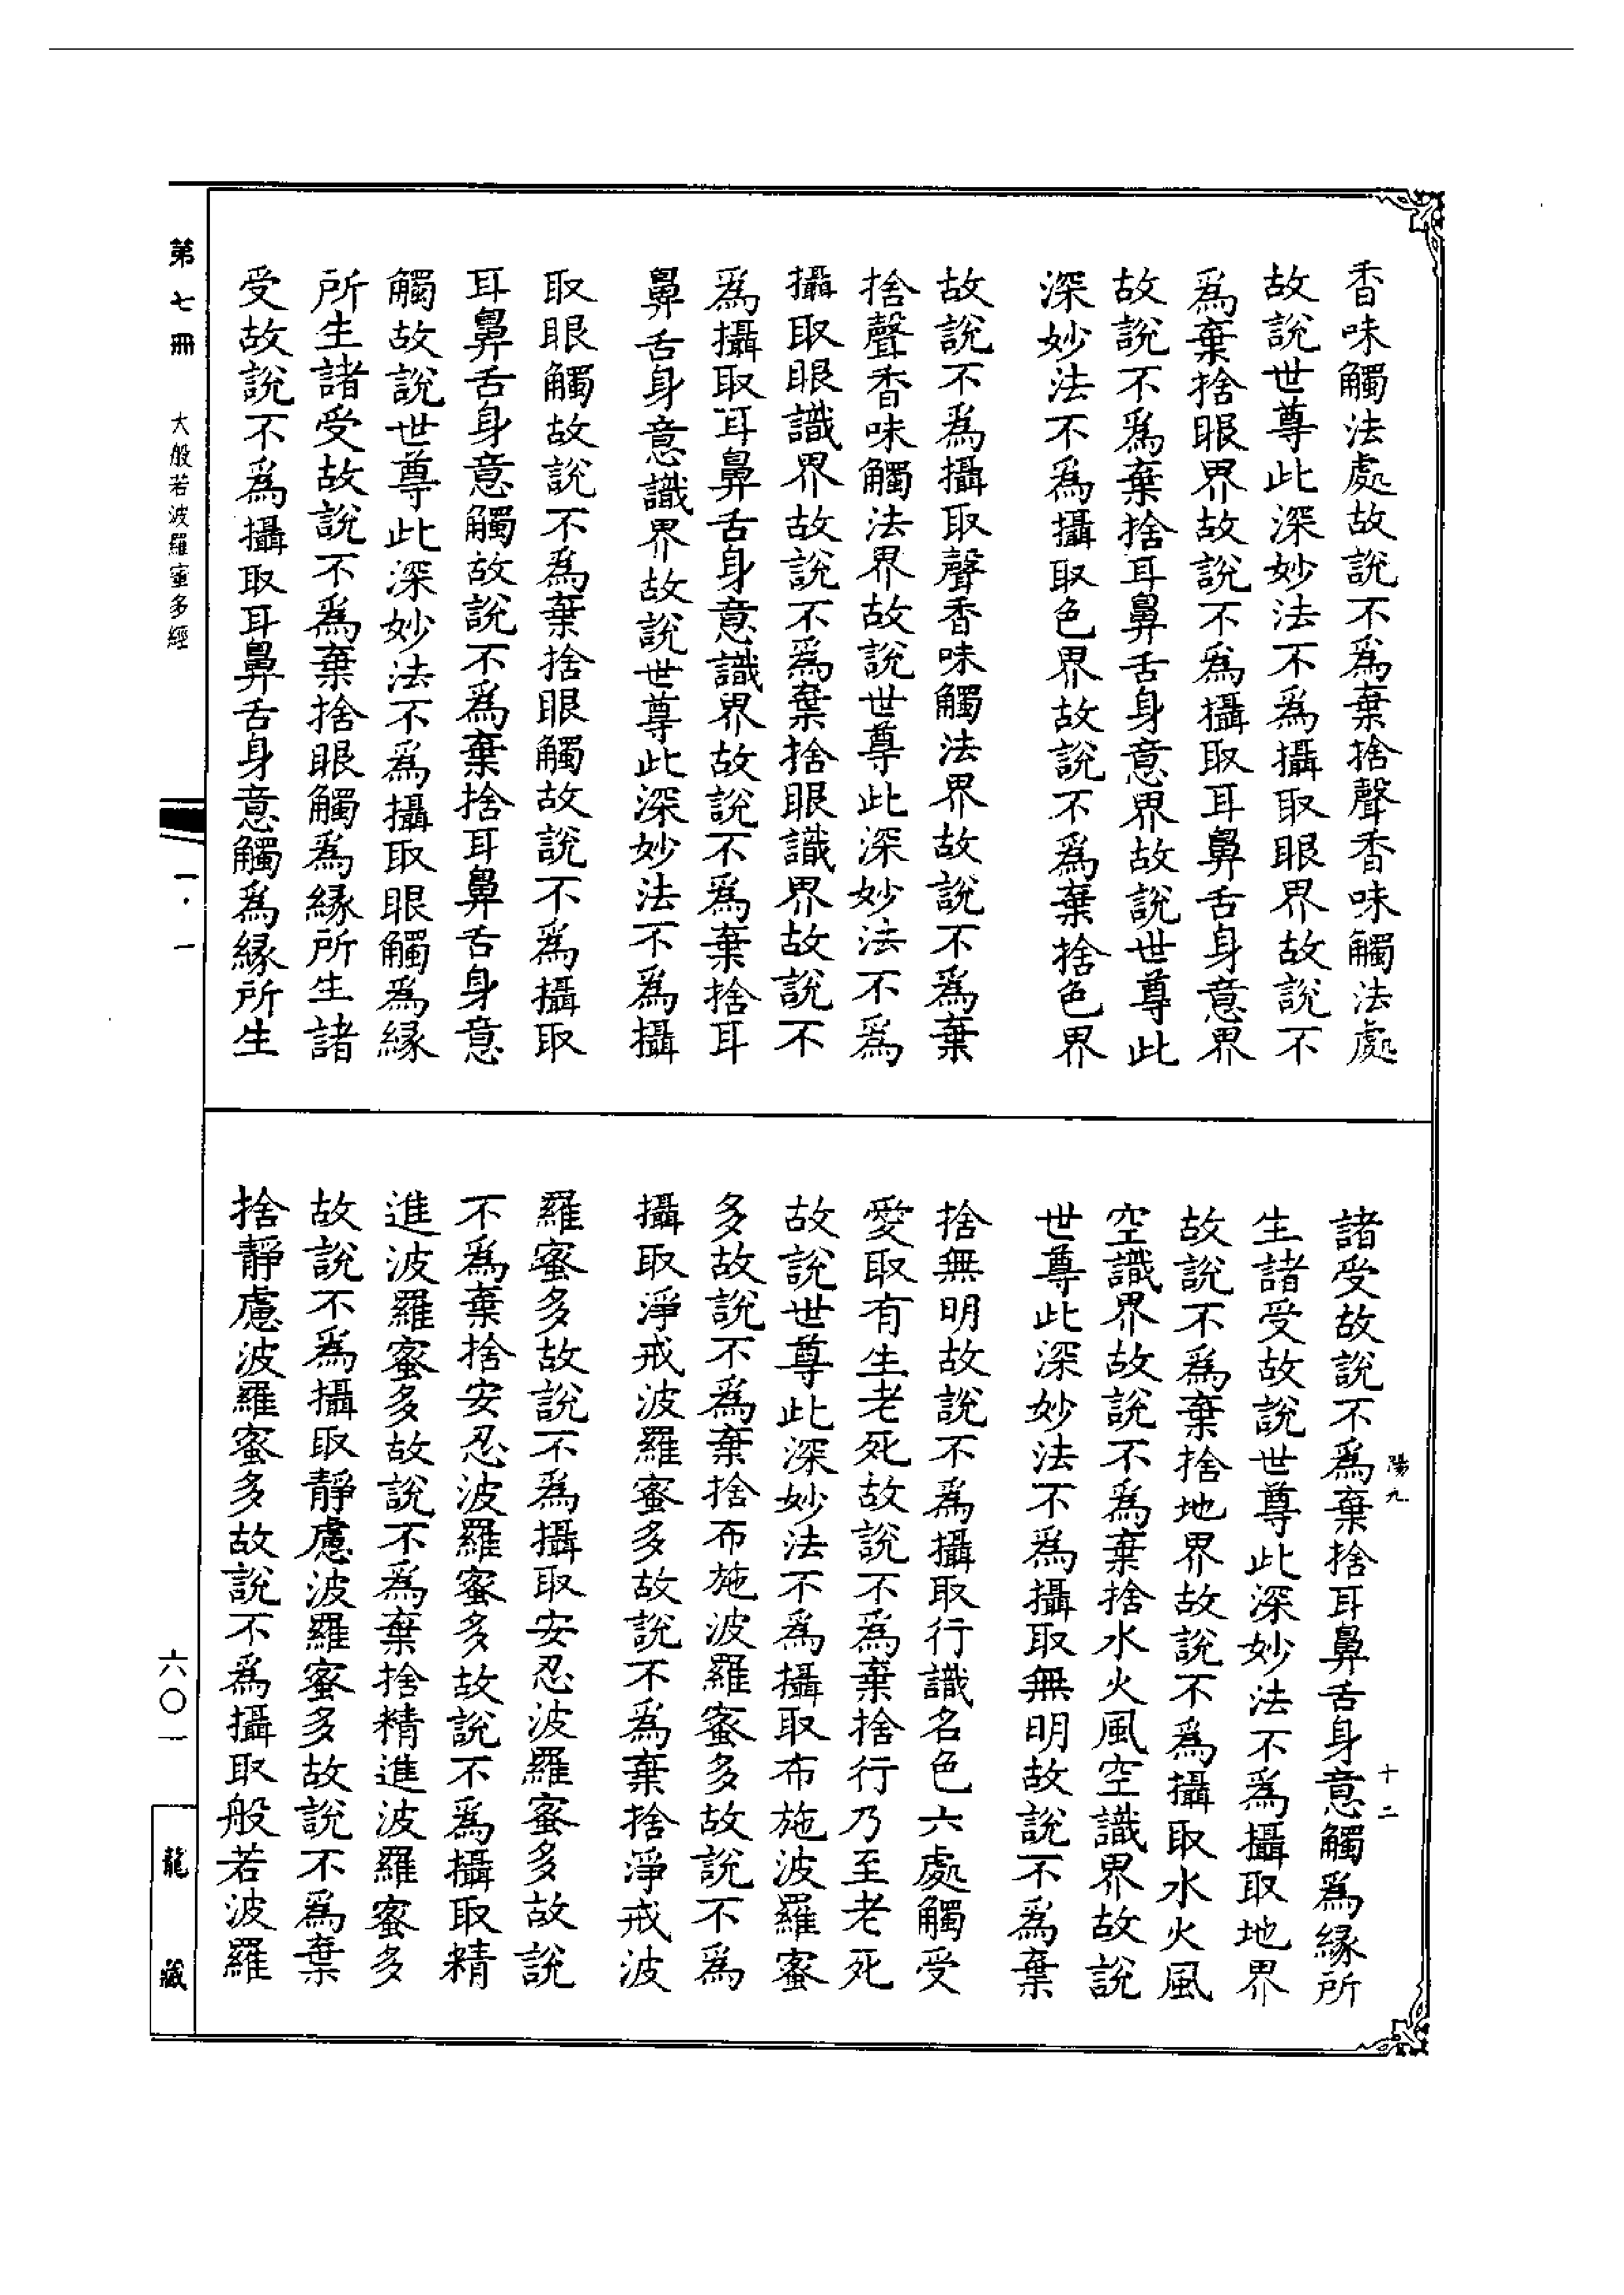 香味觸法處故說不爲棄捨聲香味觸法處
故說世尊此深妙法不爲攝取眼界故說不
爲棄捨眼界故說不爲攝取耳鼻舌身意界
故說不爲棄捨耳鼻舌身意界故說世尊此
深妙法不爲攝取色界故說不爲棄捨色界
故說不爲攝取聲香味觸法界故說不爲棄
捨聲香味觸法界故說世尊此深妙法不爲
攝取眼識界故說不爲棄捨眼識界故說不
爲攝取耳鼻舌身意識界故說不爲棄捨耳
鼻舌身意識界故說世尊此深妙法不爲攝
取眼觸故說不爲棄捨眼觸故說不爲攝取
耳鼻舌身意觸故說不爲棄捨耳鼻舌身意
觸故說世尊此深妙法不爲攝取眼觸爲緣
所生諸受故說不爲棄捨眼觸爲緣所生諸
受故說不爲攝取耳鼻舌身意觸爲緣所生
陽九
十二
諸受故說不爲棄捨耳鼻舌身意觸爲緣所
生諸受故說世尊此深妙法不爲攝取地界
故說不爲棄捨地界故說不爲攝取水火風
空識界故說不爲棄捨水火風空識界故說
世尊此深妙法不爲攝取無明故說不爲棄
捨無明故說不爲攝取行識名色六處觸受
愛取有生老死故說不爲棄捨行乃至老死
故說世尊此深妙法不爲攝取布施波羅蜜
多故說不爲棄捨布施波羅蜜多故說不爲
攝取淨戒波羅蜜多故說不爲棄捨淨戒波
羅蜜多故說不爲攝取安忍波羅蜜多故說
不爲棄捨安忍波羅蜜多故說不爲攝取精
進波羅蜜多故說不爲棄捨精進波羅蜜多
故說不爲攝取靜慮波羅蜜多故說不爲棄
捨靜慮波羅蜜多故說不爲攝取般若波羅
第七冊 大般若波羅蜜多經
一·一
六〇一
龍藏